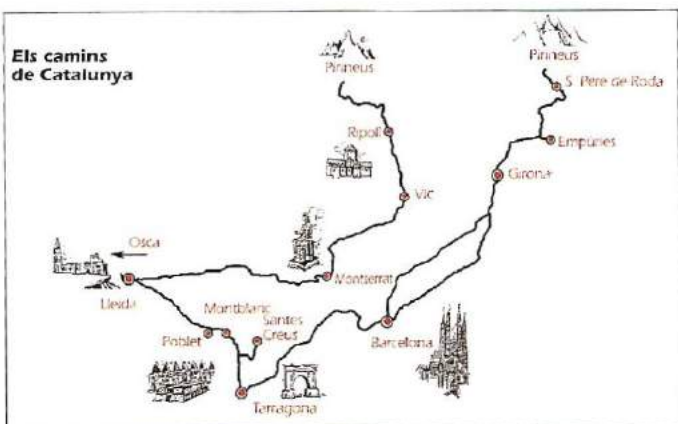 Els camins
de Catalunya
Pirineus
Pirineus
S. Pere de Roda
Ripoll
Empúries
Girona
Vic
Osca
Montserrat
Lleida
Montblanc
Santes
Creus
Poblet
Barcelona
Tarragona